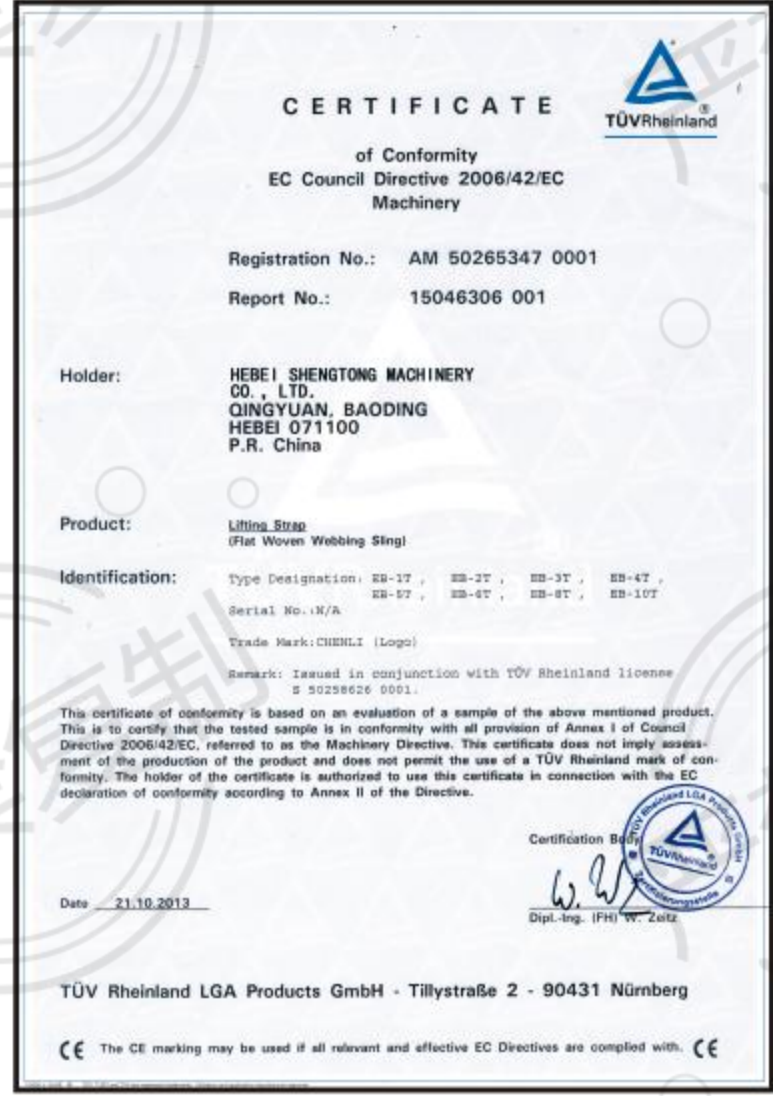 CERTIFICATE
TÜVRheinland®
of Conformity
EC Council Directive 2006/42/EC
Machinery
Registration No.: AM 50265347 0001
Report No.: 15046306 001
Holder: HEBEI SHENGTONG MACHINERY
CO., LTD.
QINGYUAN, BAODING
HEBEI 071100
P.R. China
Product: Lifting Strap
(Flat Woven Webbing Sling)
Identification: Type Designation: EB-1T , EB-2T , EB-3T , EB-4T ,
EB-5T , EB-6T , EB-8T , EB-10T
Serial No.:N/A
Trade Mark:CHENLI (Logo)
Remark: Issued in conjunction with TÜV Rheinland license
S 50258626 0001.
This certificate of conformity is based on an evaluation of a sample of the above mentioned product.
This is to certify that the tested sample is in conformity with all provision of Annex I of Council
Directive 2006/42/EC, referred to as the Machinery Directive. This certificate does not imply assess-
ment of the production of the product and does not permit the use of a TÜV Rheinland mark of con-
formity. The holder of the certificate is authorized to use this certificate in connection with the EC
declaration of conformity according to Annex II of the Directive.
Certification Body
TÜV Rheinland LGA Products GmbH
TÜVRheinland
Zertifizierungsstelle
Date 21.10.2013
Dipl.-Ing. (FH) W. Zeitz
TÜV Rheinland LGA Products GmbH - Tillystraße 2 - 90431 Nürnberg
CE The CE marking may be used if all relevant and effective EC Directives are complied with. CE
复制